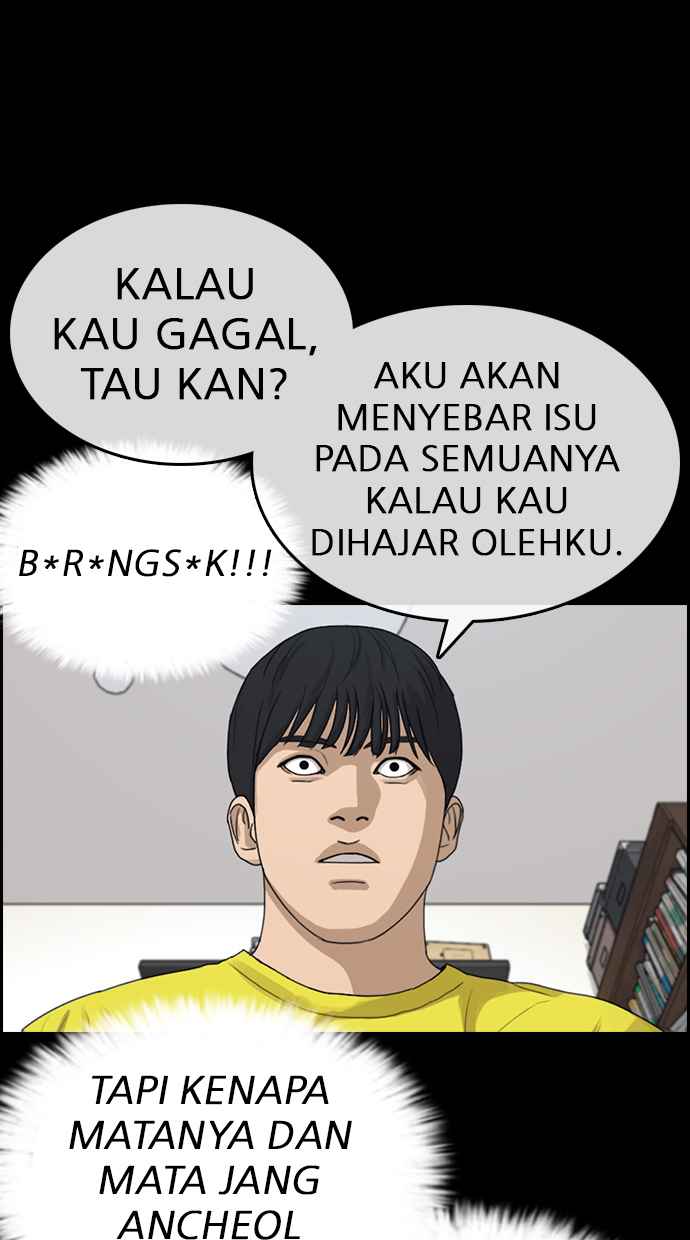 KALAU
KAU GAGAL,
TAU KAN?
AKU AKAN
MENYEBAR ISU
PADA SEMUANYA
KALAU KAU
DIHAJAR OLEHKU.
B*R*NGS*K!!!
TAPI KENAPA
MATANYA DAN
MATA JANG
ANCHEOL